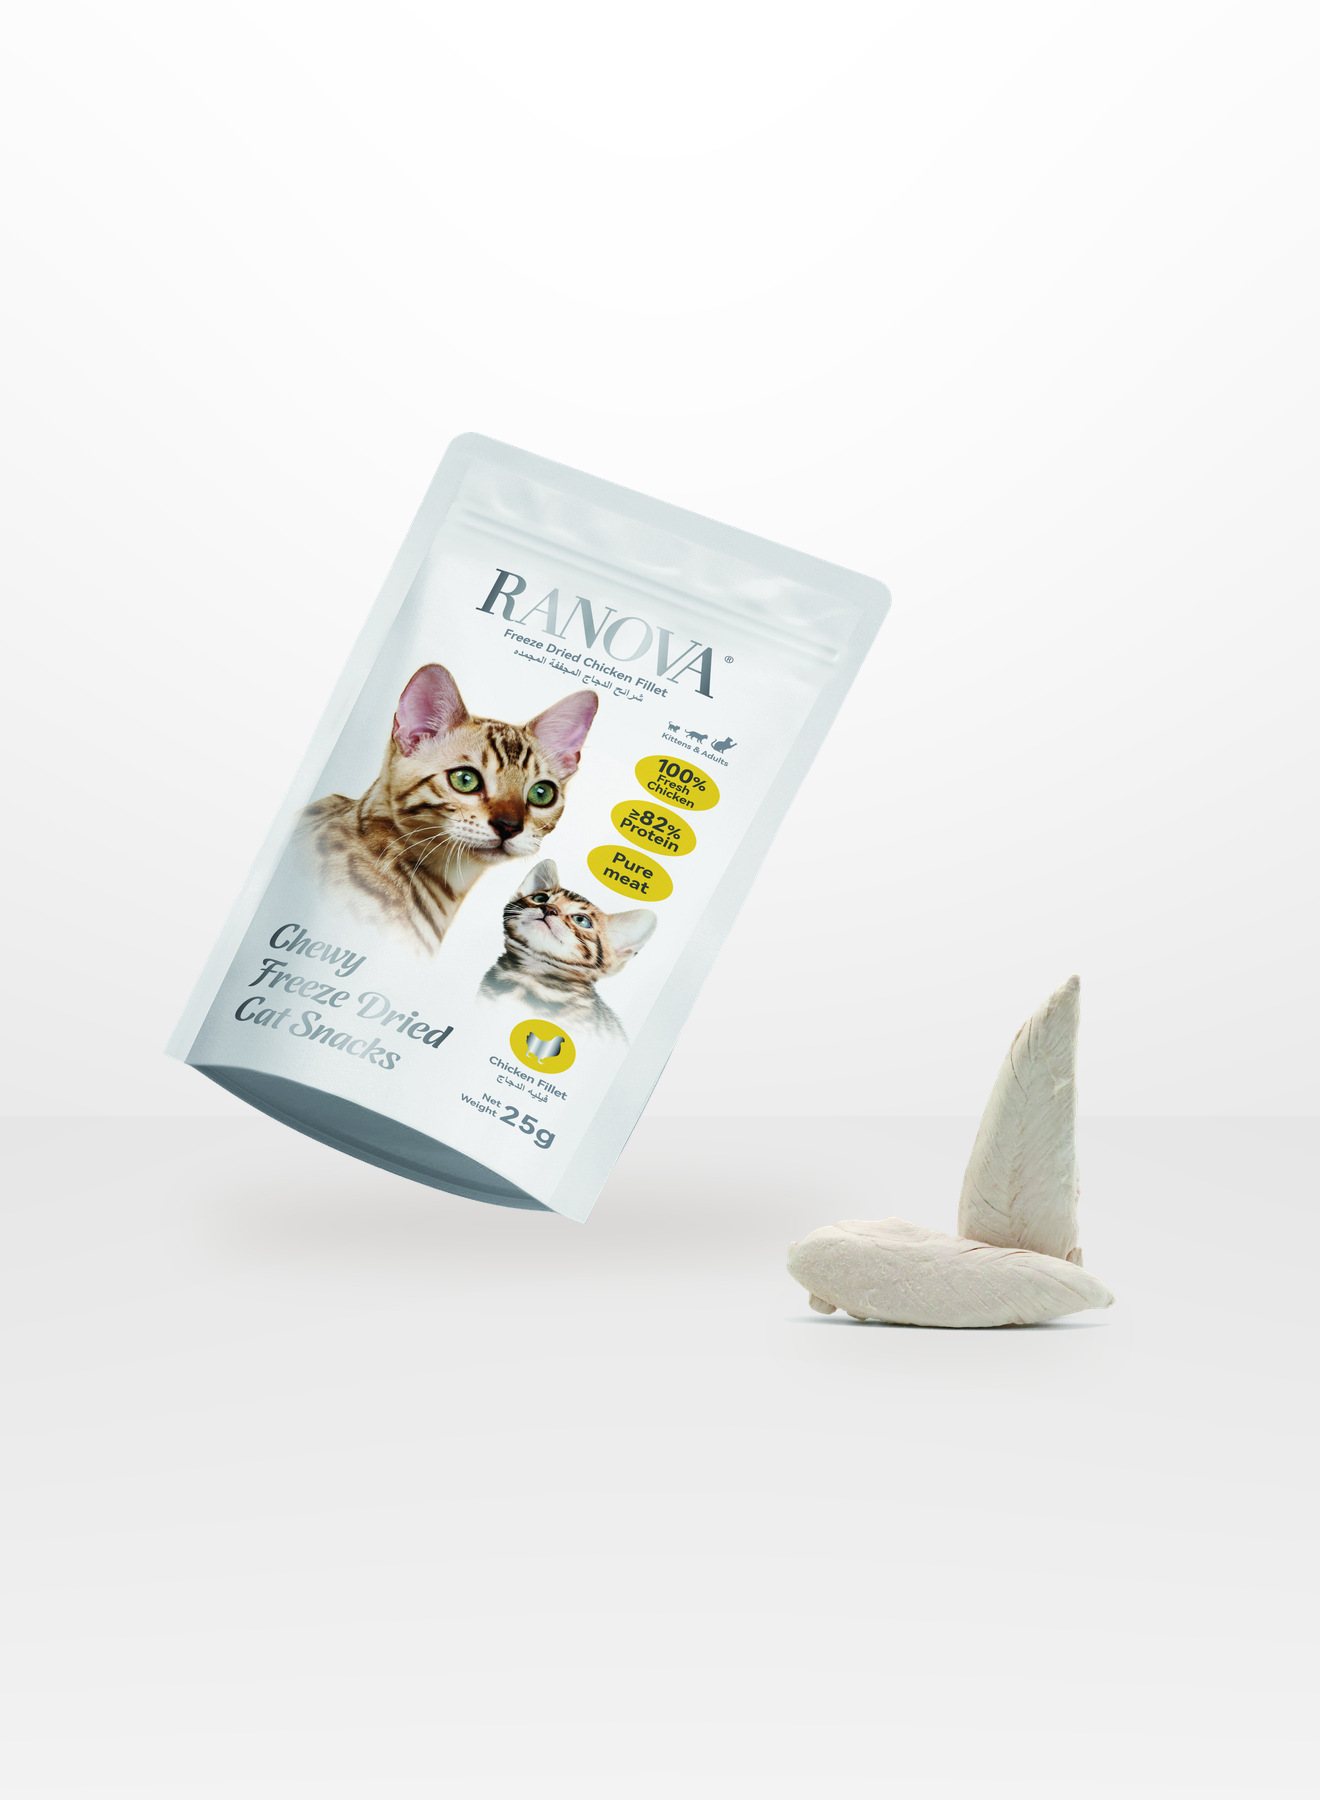 RANOVA®
Freeze Dried Chicken Fillet
شرائح الدجاج المجففة المجمده
Kittens & Adults
100%
Fresh
Chicken
≥82%
Protein
Pure
meat
Chewy
Freeze Dried
Cat Snacks
Chicken Fillet
فيليه الدجاج
Net
Weight 25g